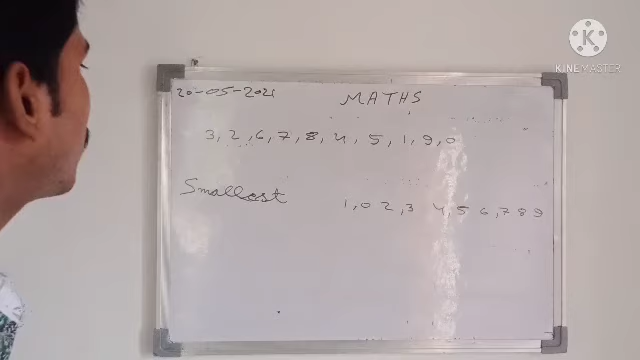 20-05-2021
MATHS
3, 2, 6, 7, 8, 4, 5, 1, 9, 0
Smallest 1,0 2,3 4,5 6,7 8 9
KINEMASTER